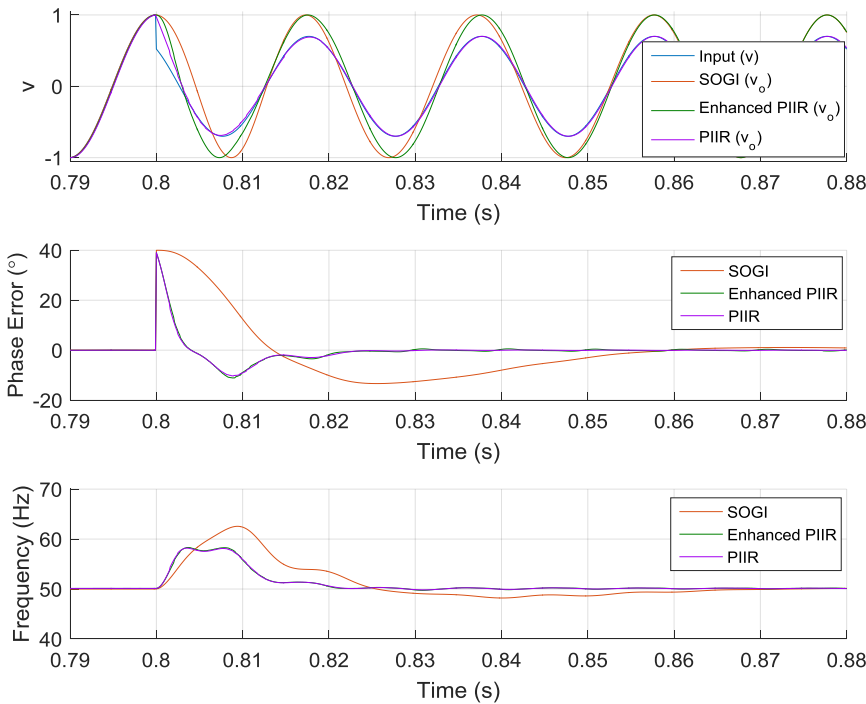 1
0
-1
v
0.79 0.8 0.81 0.82 0.83 0.84 0.85 0.86 0.87 0.88
Time (s)
Input (v)
SOGI (vo)
Enhanced PIIR (vo)
PIIR (vo)
40
20
0
-20
Phase Error (°)
0.79 0.8 0.81 0.82 0.83 0.84 0.85 0.86 0.87 0.88
Time (s)
SOGI
Enhanced PIIR
PIIR
70
60
50
40
Frequency (Hz)
0.79 0.8 0.81 0.82 0.83 0.84 0.85 0.86 0.87 0.88
Time (s)
SOGI
Enhanced PIIR
PIIR